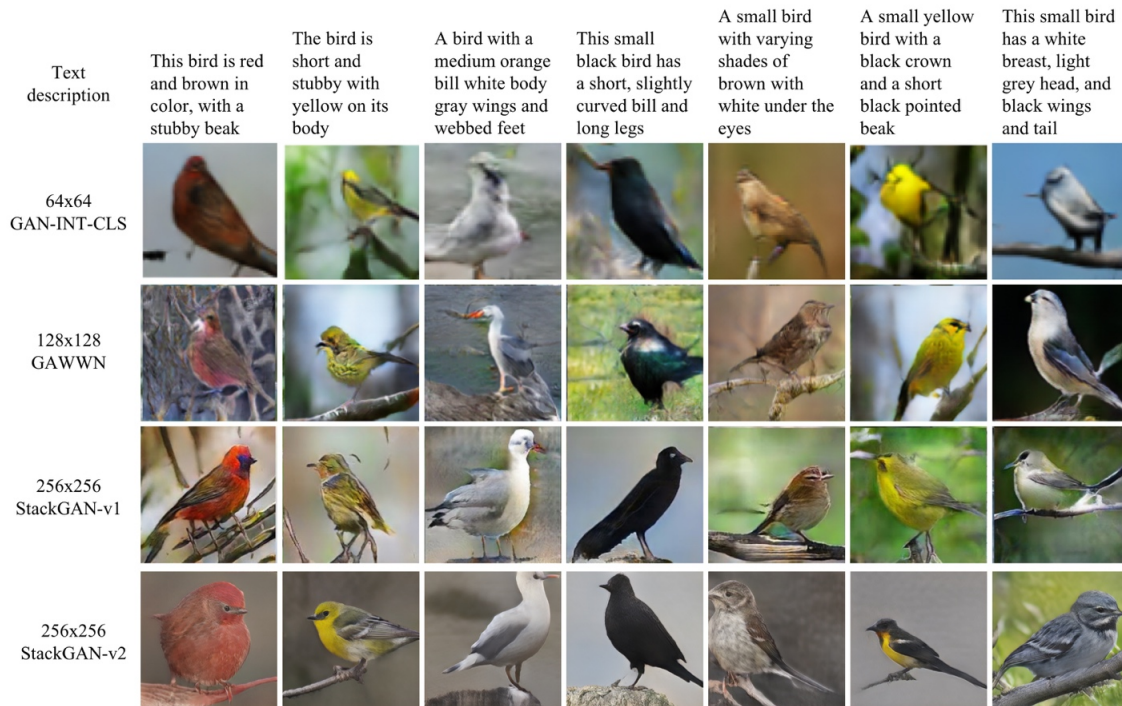 Text
description
This bird is red
and brown in
color, with a
stubby beak
The bird is
short and
stubby with
yellow on its
body
A bird with a
medium orange
bill white body
gray wings and
webbed feet
This small
black bird has
a short, slightly
curved bill and
long legs
A small bird
with varying
shades of
brown with
white under the
eyes
A small yellow
bird with a
black crown
and a short
black pointed
beak
This small bird
has a white
breast, light
grey head, and
black wings
and tail
64x64
GAN-INT-CLS
128x128
GAWWN
256x256
StackGAN-v1
256x256
StackGAN-v2